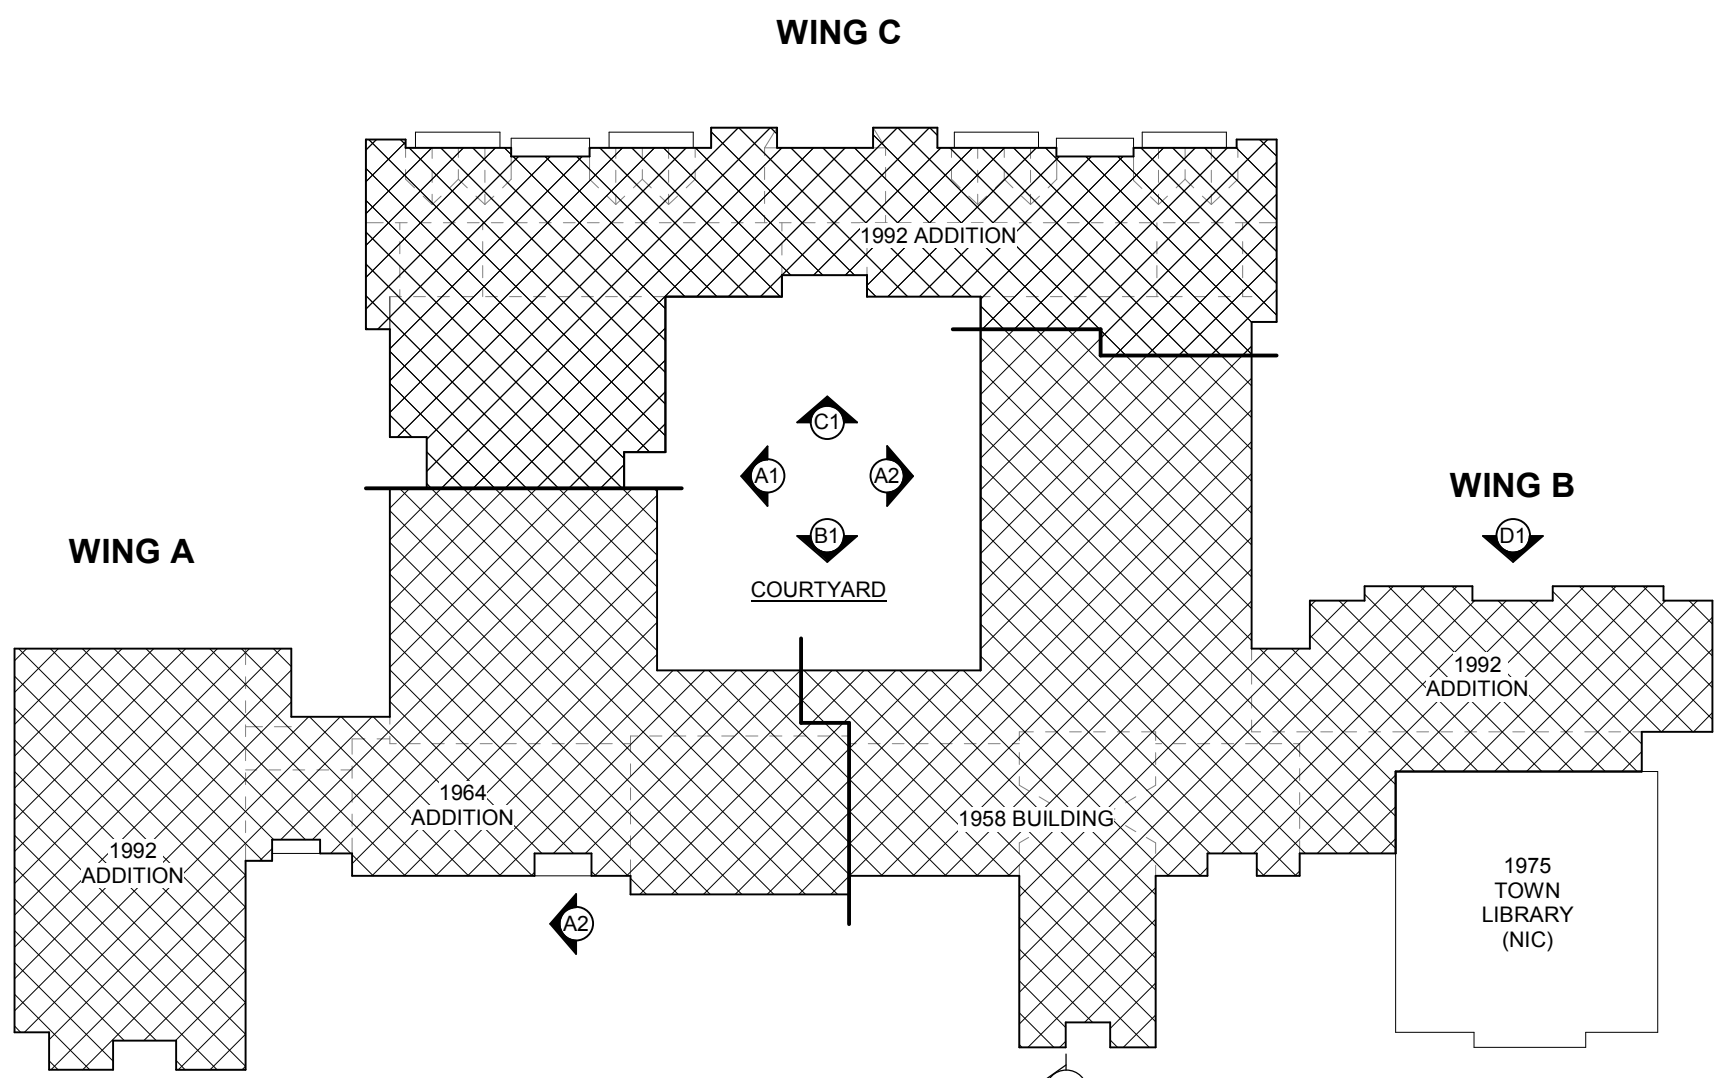 WING C
1992 ADDITION
C1
A1
A2
WING B
B1
D1
WING A
COURTYARD
1992
ADDITION
1964
ADDITION
1958 BUILDING
1992
ADDITION
1975
TOWN
LIBRARY
(NIC)
A2